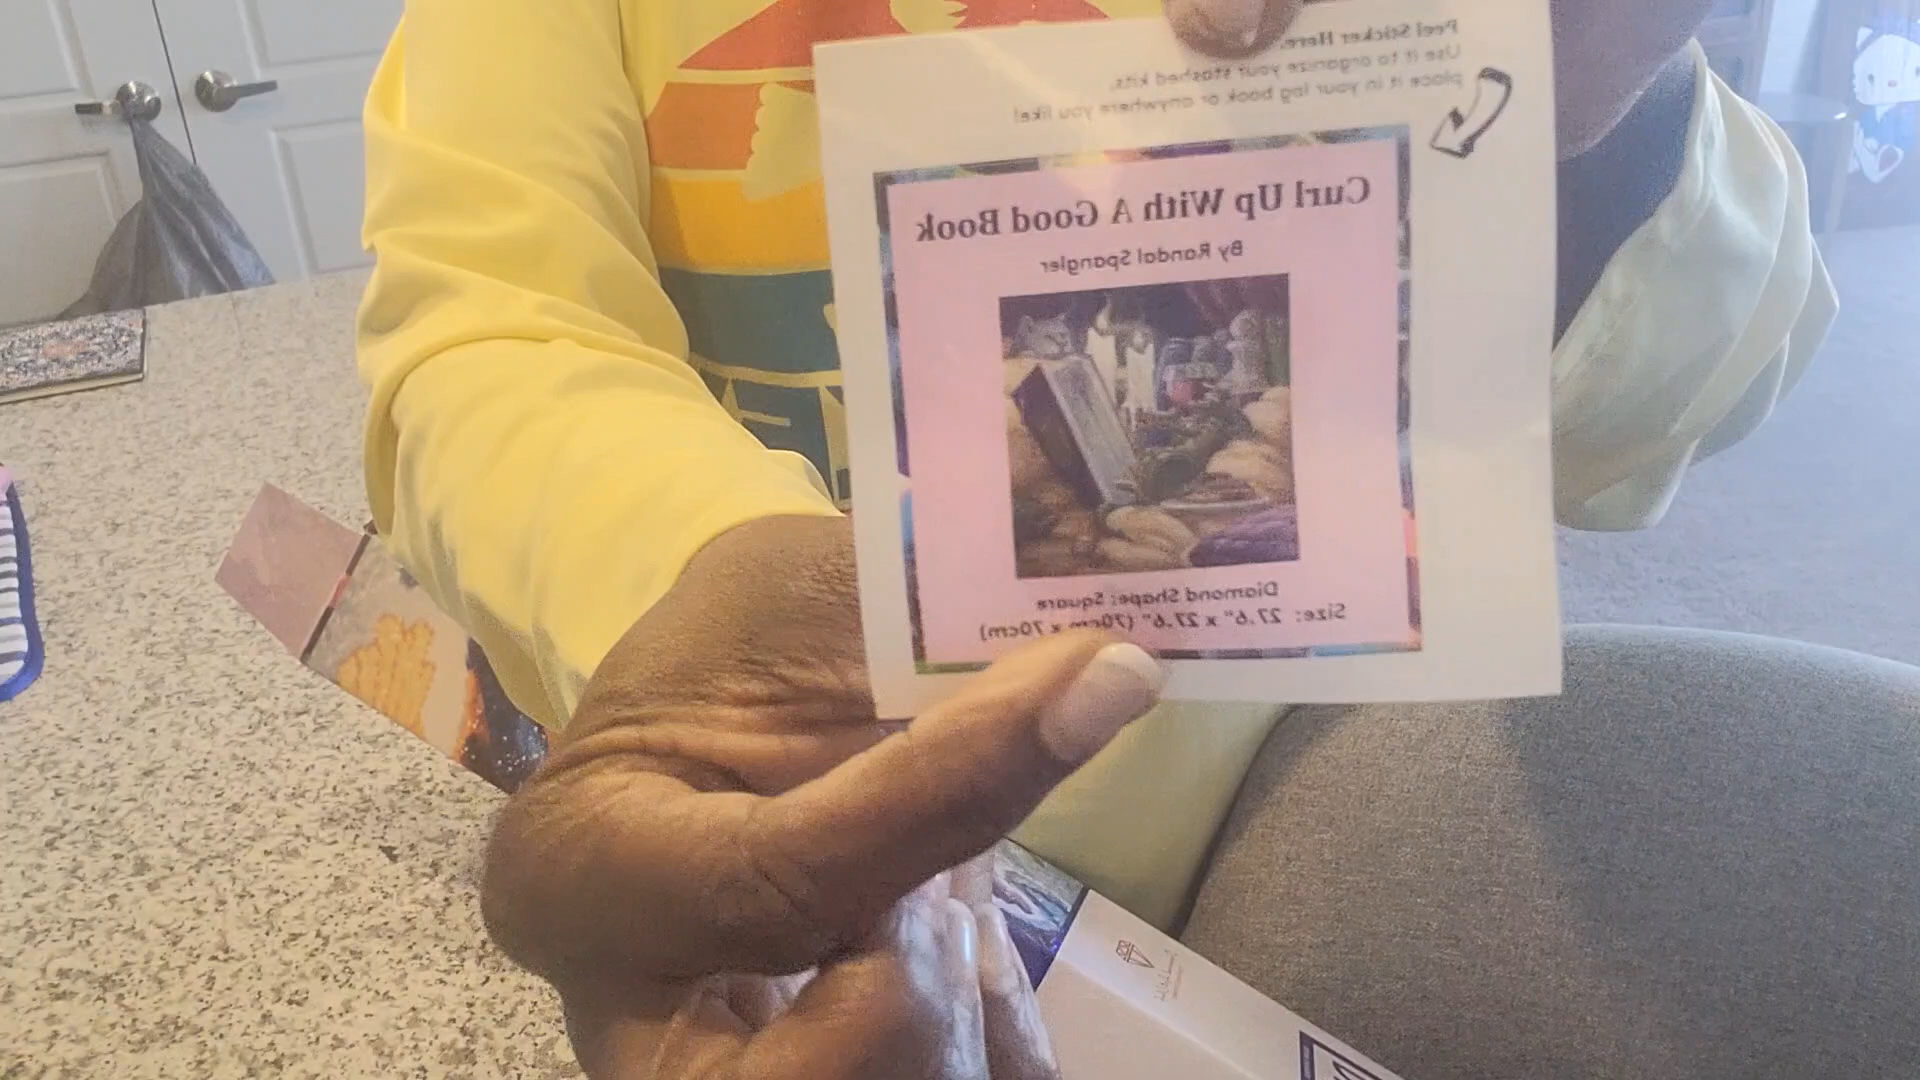 Peel Sticker Here.
Use it to organize your stashed kits,
place it in your log book or anywhere you like!
Curl Up With A Good Book
By Randal Spangler
Diamond Shape: Square
Size: 27.6" x 27.6" (70cm x 70cm)